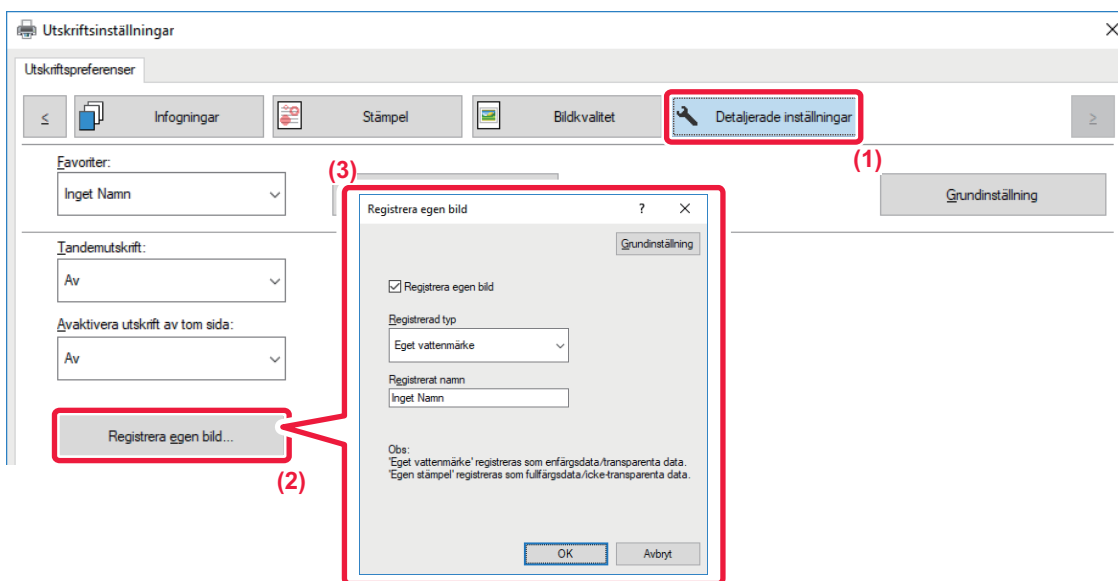 Utskriftsinställningar
Utskriftspreferenser
< Infogningar Stämpel Bildkvalitet Detaljerade inställningar >
(1)
Favoriter:
Inget Namn
Grundinställning
Tandemutskrift:
Av
Avaktivera utskrift av tom sida:
Av
Registrera egen bild...
(2)
(3)
Registrera egen bild ?
Grundinställning
Registrera egen bild
Registrerad typ
Eget vattenmärke
Registrerat namn
Inget Namn
Obs:
'Eget vattenmärke' registreras som enfärgsdata/transparenta data.
'Egen stämpel' registreras som fullfärgsdata/icke-transparenta data.
OK Avbryt